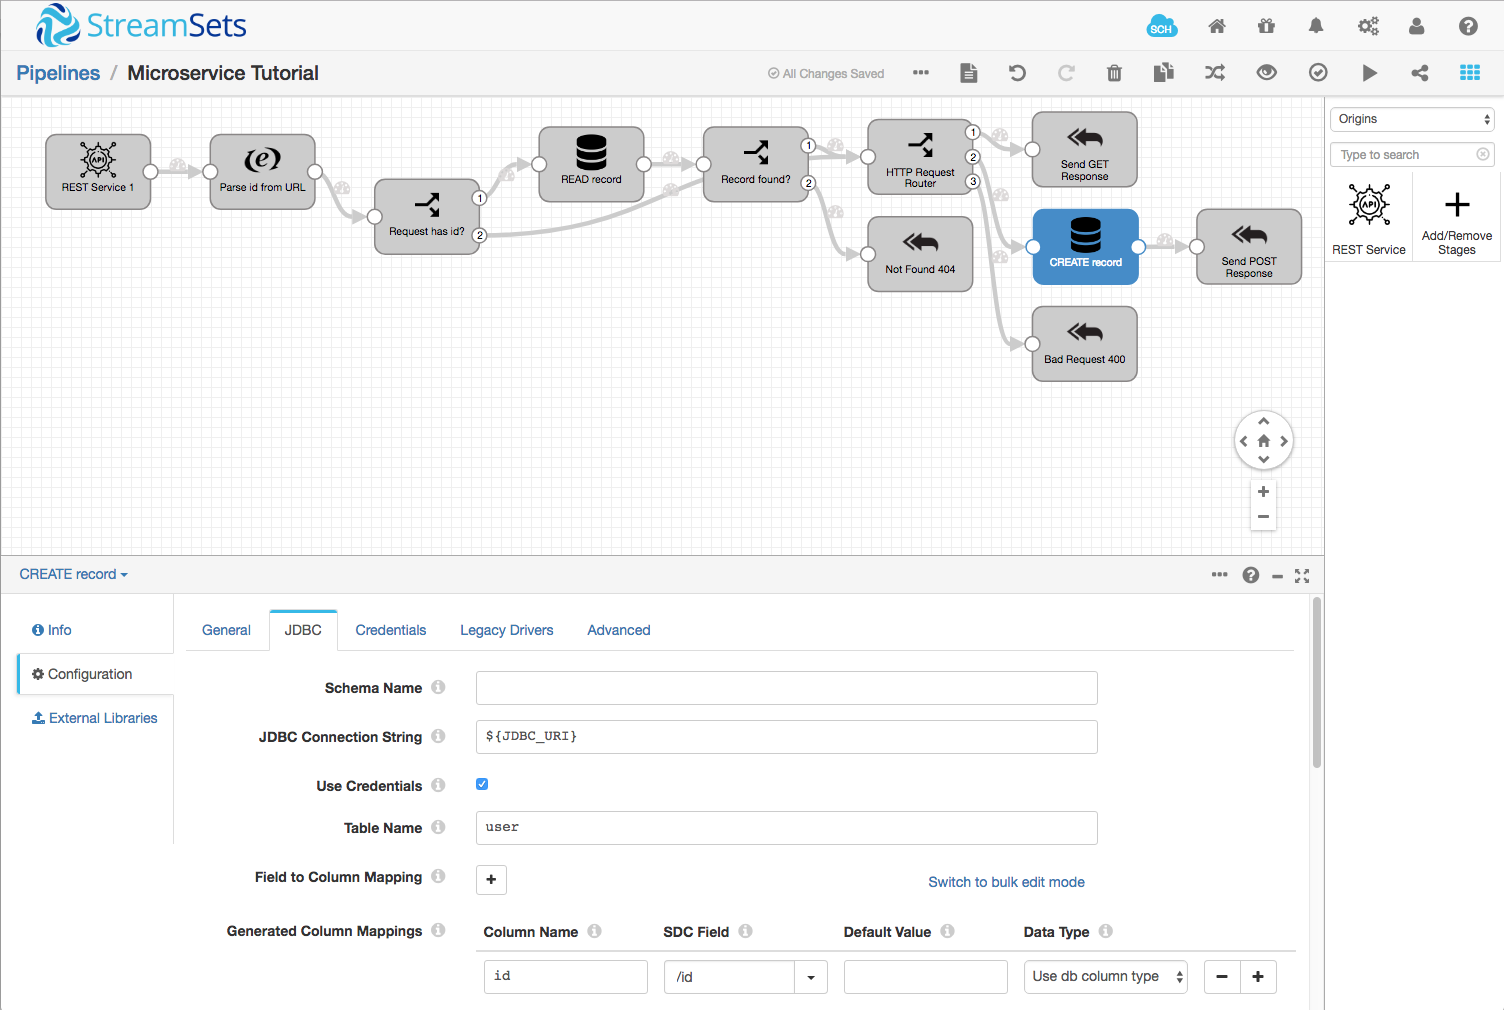 StreamSets
SCH
Pipelines / Microservice Tutorial
All Changes Saved
REST Service 1
Parse id from URL
Request has id?
1
2
READ record
Record found?
1
2
HTTP Request
Router
1
2
3
Not Found 404
Send GET
Response
CREATE record
Send POST
Response
Bad Request 400
Origins
Type to search
API
REST Service
Add/Remove
Stages
CREATE record
Info
Configuration
External Libraries
General
JDBC
Credentials
Legacy Drivers
Advanced
Schema Name
JDBC Connection String
${JDBC_URI}
Use Credentials
Table Name
user
Field to Column Mapping
Switch to bulk edit mode
Generated Column Mappings
Column Name
SDC Field
Default Value
Data Type
id
/id
Use db column type